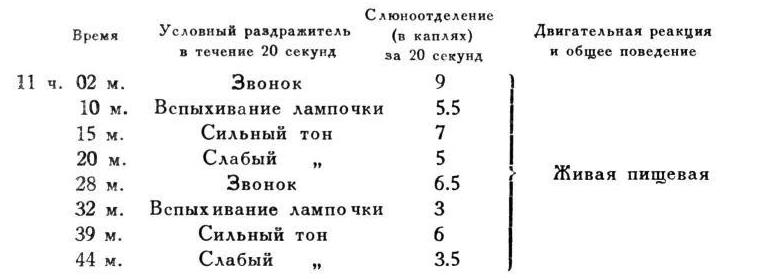 Время Условный раздражитель в течение 20 секунд Слюноотделение (в каплях) за 20 секунд Двигательная реакция и общее поведение
11 ч. 02 м. Звонок 9
10 м. Вспыхивание лампочки 5.5
15 м. Сильный тон 7
20 м. Слабый „ 5
28 м. Звонок 6.5
32 м. Вспыхивание лампочки 3
39 м. Сильный тон 6
44 м. Слабый „ 3.5
Живая пищевая